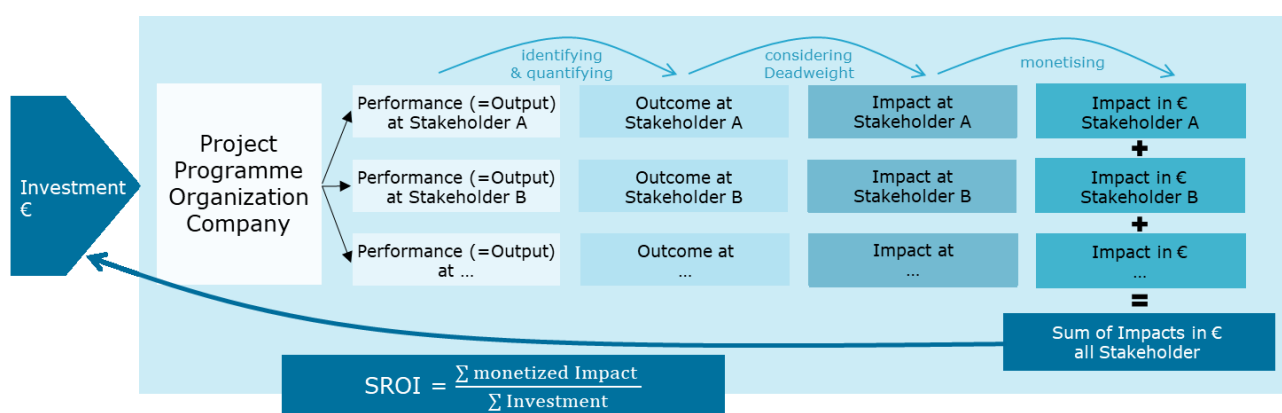 identifying
& quantifying
considering
Deadweight
monetising
Investment
€
Project
Programme
Organization
Company
Performance (=Output)
at Stakeholder A
Outcome at
Stakeholder A
Impact at
Stakeholder A
Impact in €
Stakeholder A
+
Performance (=Output)
at Stakeholder B
Outcome at
Stakeholder B
Impact at
Stakeholder B
Impact in €
Stakeholder B
+
Performance (=Output)
at ...
Outcome at
...
Impact at
...
Impact in €
...
=
Sum of Impacts in €
all Stakeholder
SROI = ∑ monetized Impact / ∑ Investment